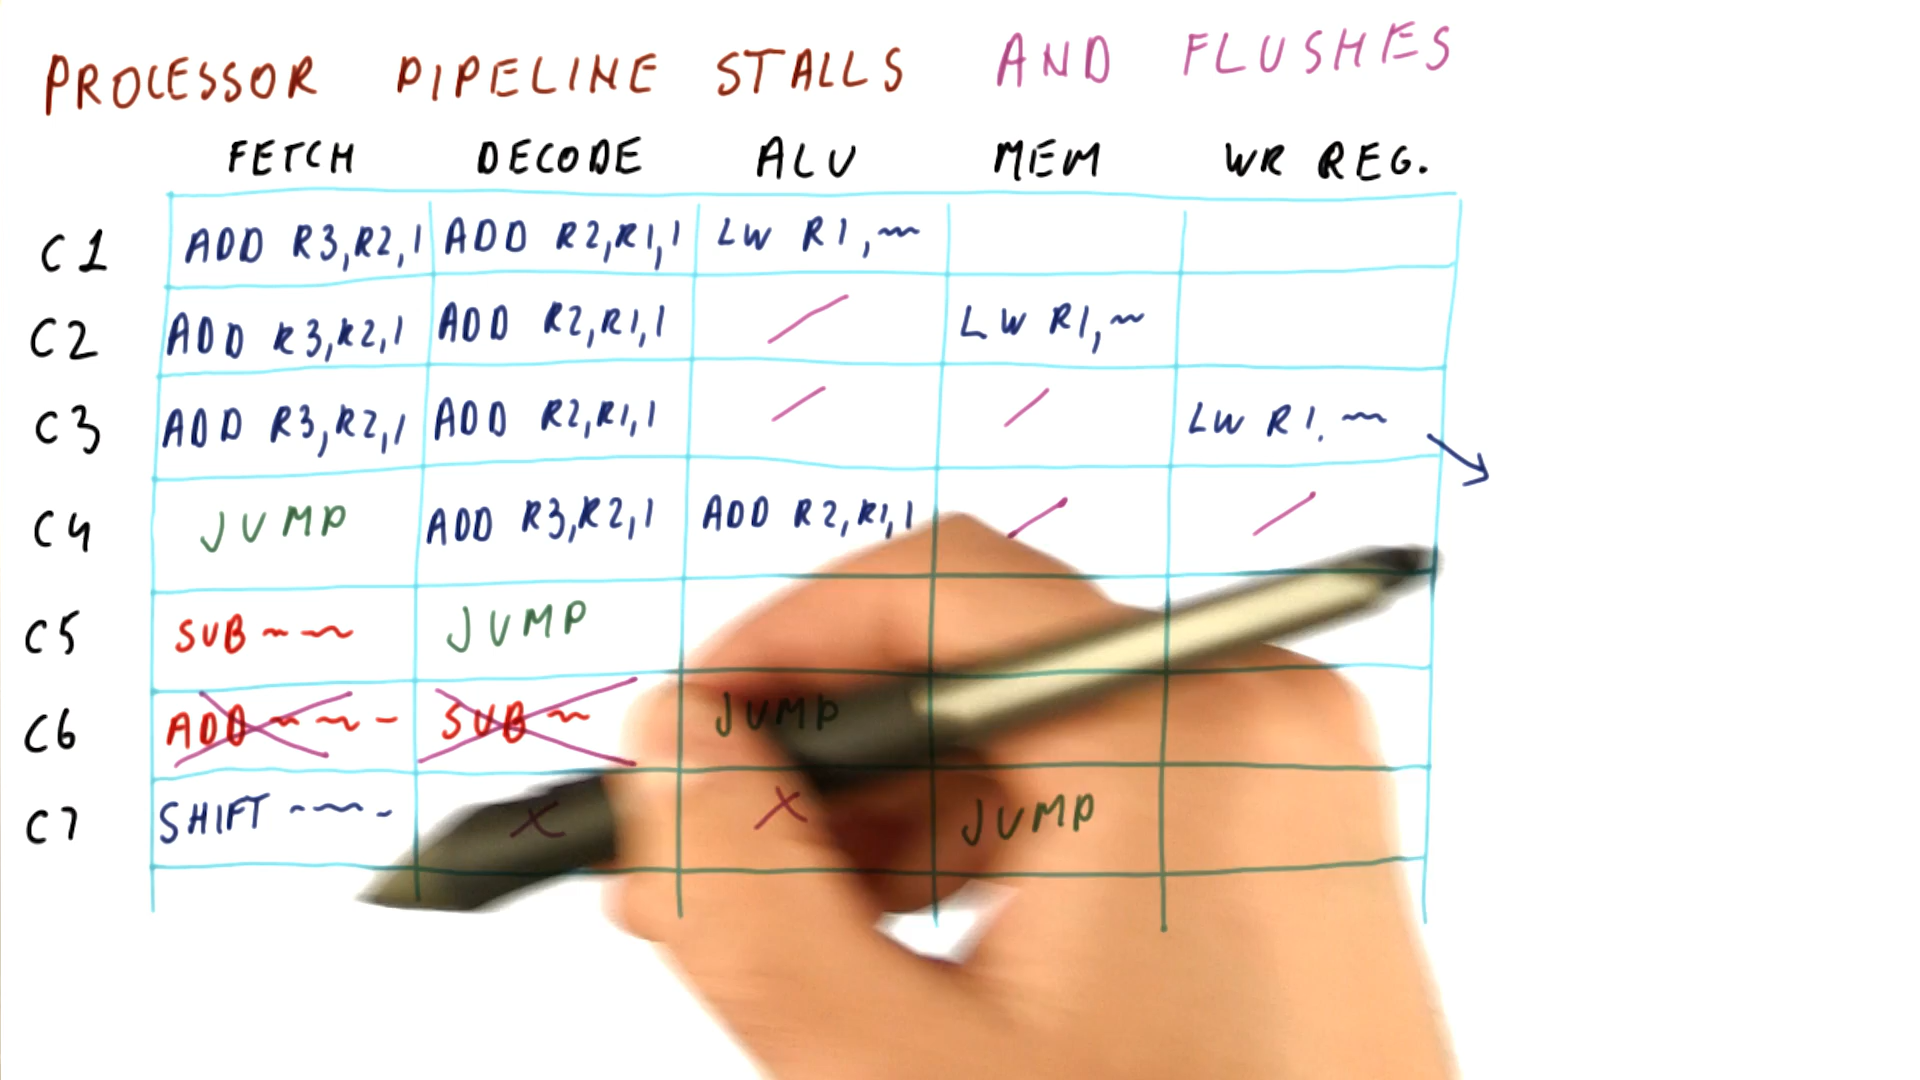 PROCESSOR PIPELINE STALLS AND FLUSHES
FETCH DECODE ALU MEM WR REG.
C1 ADD R3,R2,1 ADD R2,R1,1 LW R1,~
C2 ADD R3,R2,1 ADD R2,R1,1 / LW R1,~
C3 ADD R3,R2,1 ADD R2,R1,1 / / LW R1.~
C4 JUMP ADD R3,R2,1 ADD R2,R1,1 / /
C5 SUB ~~ JUMP
C6 ADD ~~- SUB ~ JUMP
C7 SHIFT ~~~- X X JUMP